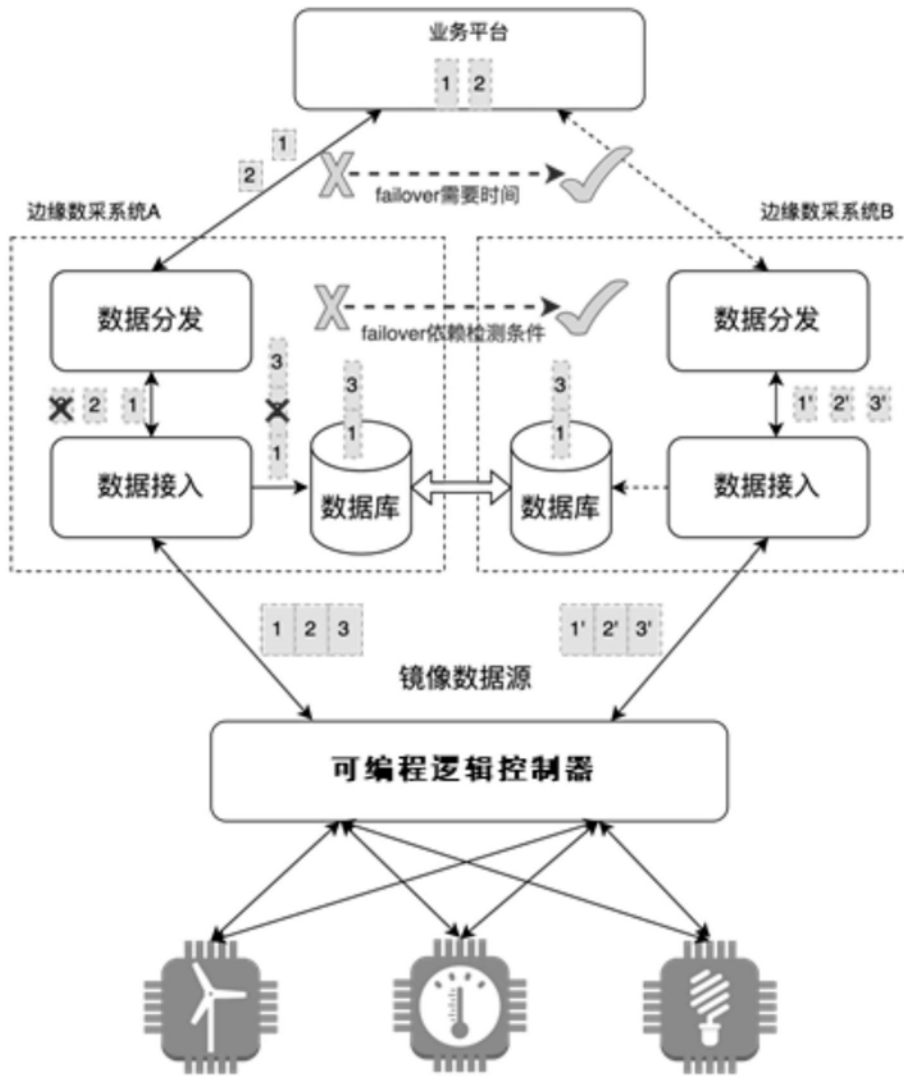 业务平台
1 2
1
2
failover需要时间
边缘数采系统A
边缘数采系统B
数据分发
数据分发
failover依赖检测条件
3
1
3
1
3
1
2 1
1' 2' 3'
数据接入
数据库
数据库
数据接入
1 2 3
1' 2' 3'
镜像数据源
可编程逻辑控制器